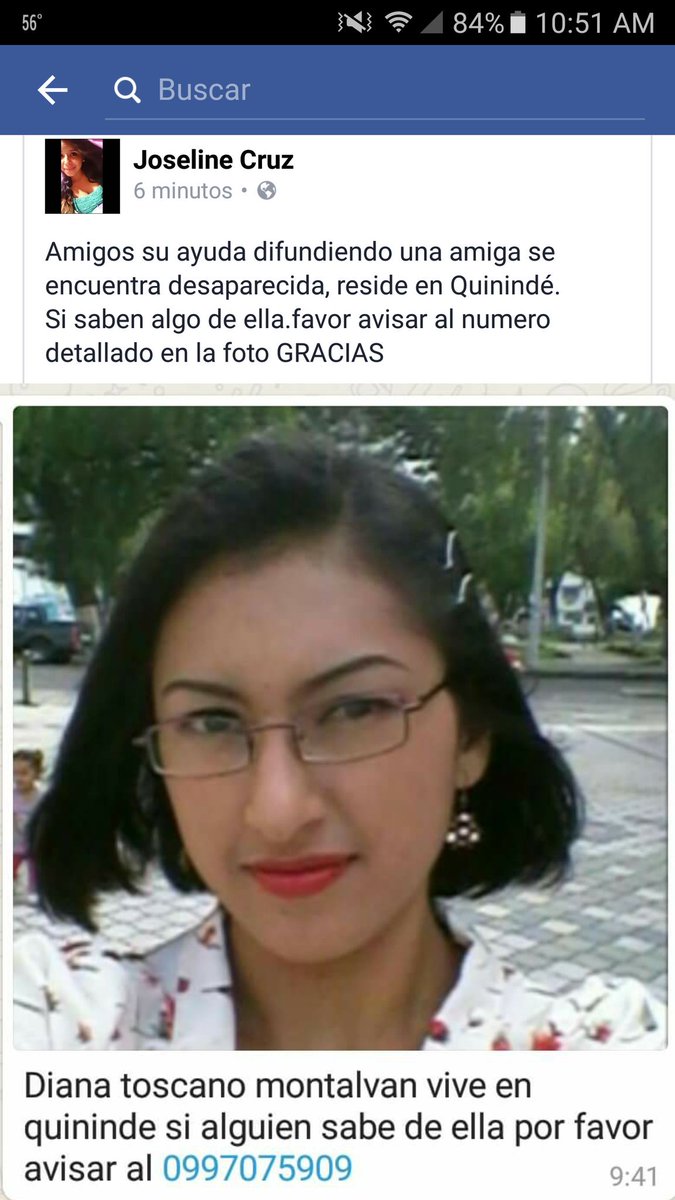 56°
84% 10:51 AM
Buscar
Joseline Cruz
6 minutos •
Amigos su ayuda difundiendo una amiga se
encuentra desaparecida, reside en Quinindé.
Si saben algo de ella.favor avisar al numero
detallado en la foto GRACIAS
Diana toscano montalvan vive en
quininde si alguien sabe de ella por favor
avisar al 0997075909
9:41